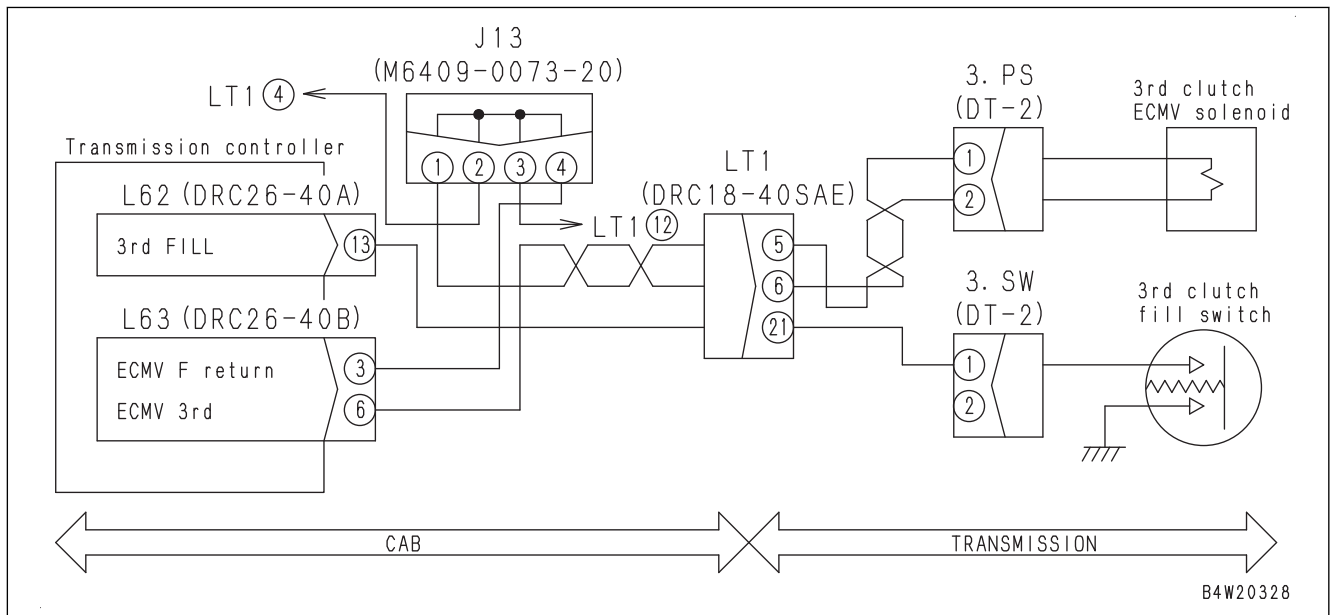 J13
(M6409-0073-20)
LT1 4
1 2 3 4
LT1 12
Transmission controller
L62 (DRC26-40A)
3rd FILL 13
L63 (DRC26-40B)
ECMV F return 3
ECMV 3rd 6
LT1
(DRC18-40SAE)
5
6
21
3. PS
(DT-2)
1
2
3rd clutch
ECMV solenoid
3. SW
(DT-2)
1
2
3rd clutch
fill switch
CAB
TRANSMISSION
B4W20328